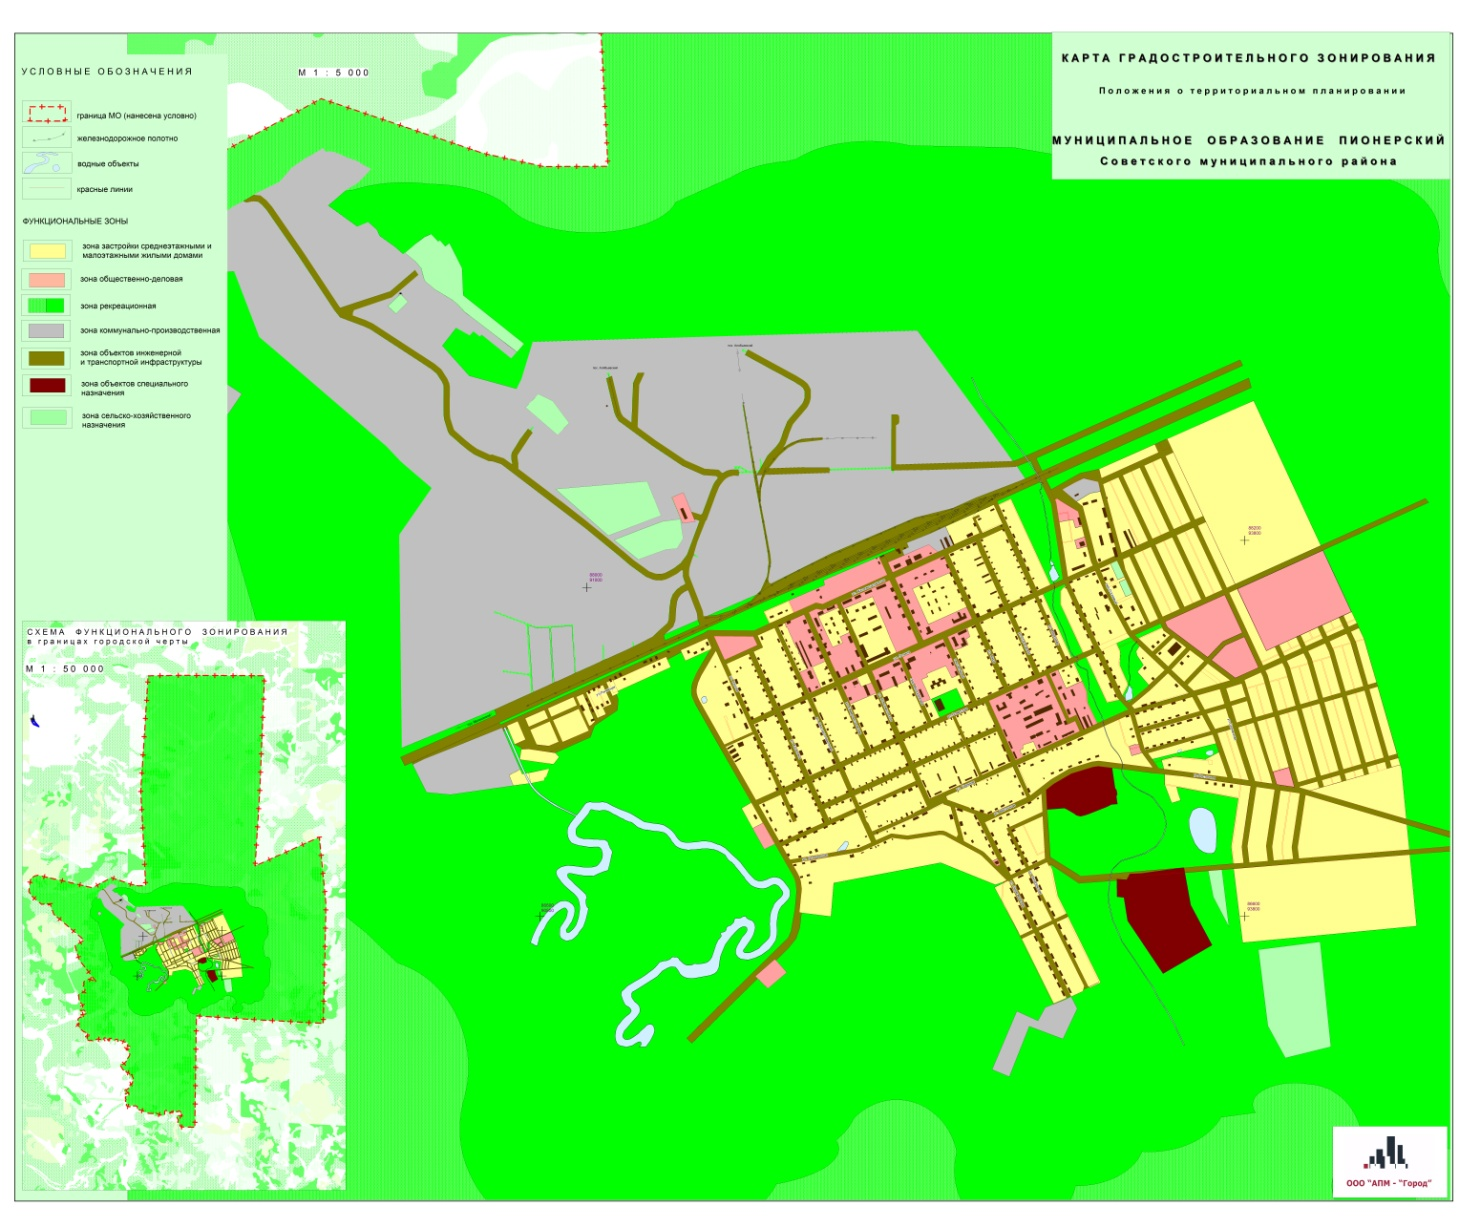 УСЛОВНЫЕ ОБОЗНАЧЕНИЯ
граница МО (нанесена условно)
железнодорожное полотно
водные объекты
красные линии
ФУНКЦИОНАЛЬНЫЕ ЗОНЫ
зона застройки среднеэтажными и
малоэтажными жилыми домами
зона общественно-деловая
зона рекреационная
зона коммунально-производственная
зона объектов инженерной
и транспортной инфраструктуры
зона объектов специального
назначения
зона сельско-хозяйственного
назначения
М 1 : 5 000
КАРТА ГРАДОСТРОИТЕЛЬНОГО ЗОНИРОВАНИЯ
Положения о территориальном планировании
МУНИЦИПАЛЬНОЕ ОБРАЗОВАНИЕ ПИОНЕРСКИЙ
Советского муниципального района
СХЕМА ФУНКЦИОНАЛЬНОГО ЗОНИРОВАНИЯ
в границах городской черты
М 1 : 50 000
ООО "АПМ - "Город"